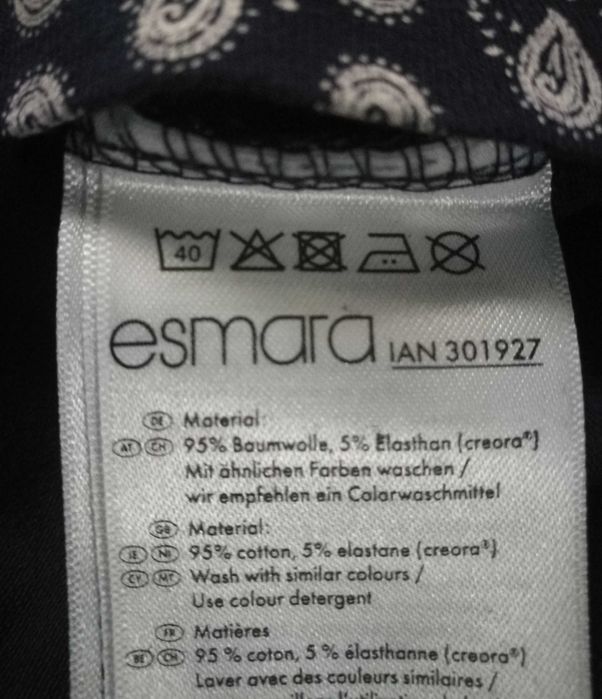 40
esmara IAN 301927
DE Material:
AT CH 95% Baumwolle, 5% Elasthan (creora®)
Mit ähnlichen Farben waschen /
wir empfehlen ein Colorwaschmittel
GB Material:
IE NI 95% cotton, 5% elastane (creora®)
CY MT Wash with similar colours /
Use colour detergent
FR Matières
BE CH 95 % coton, 5 % élasthanne (creora®)
Laver avec des couleurs similaires /